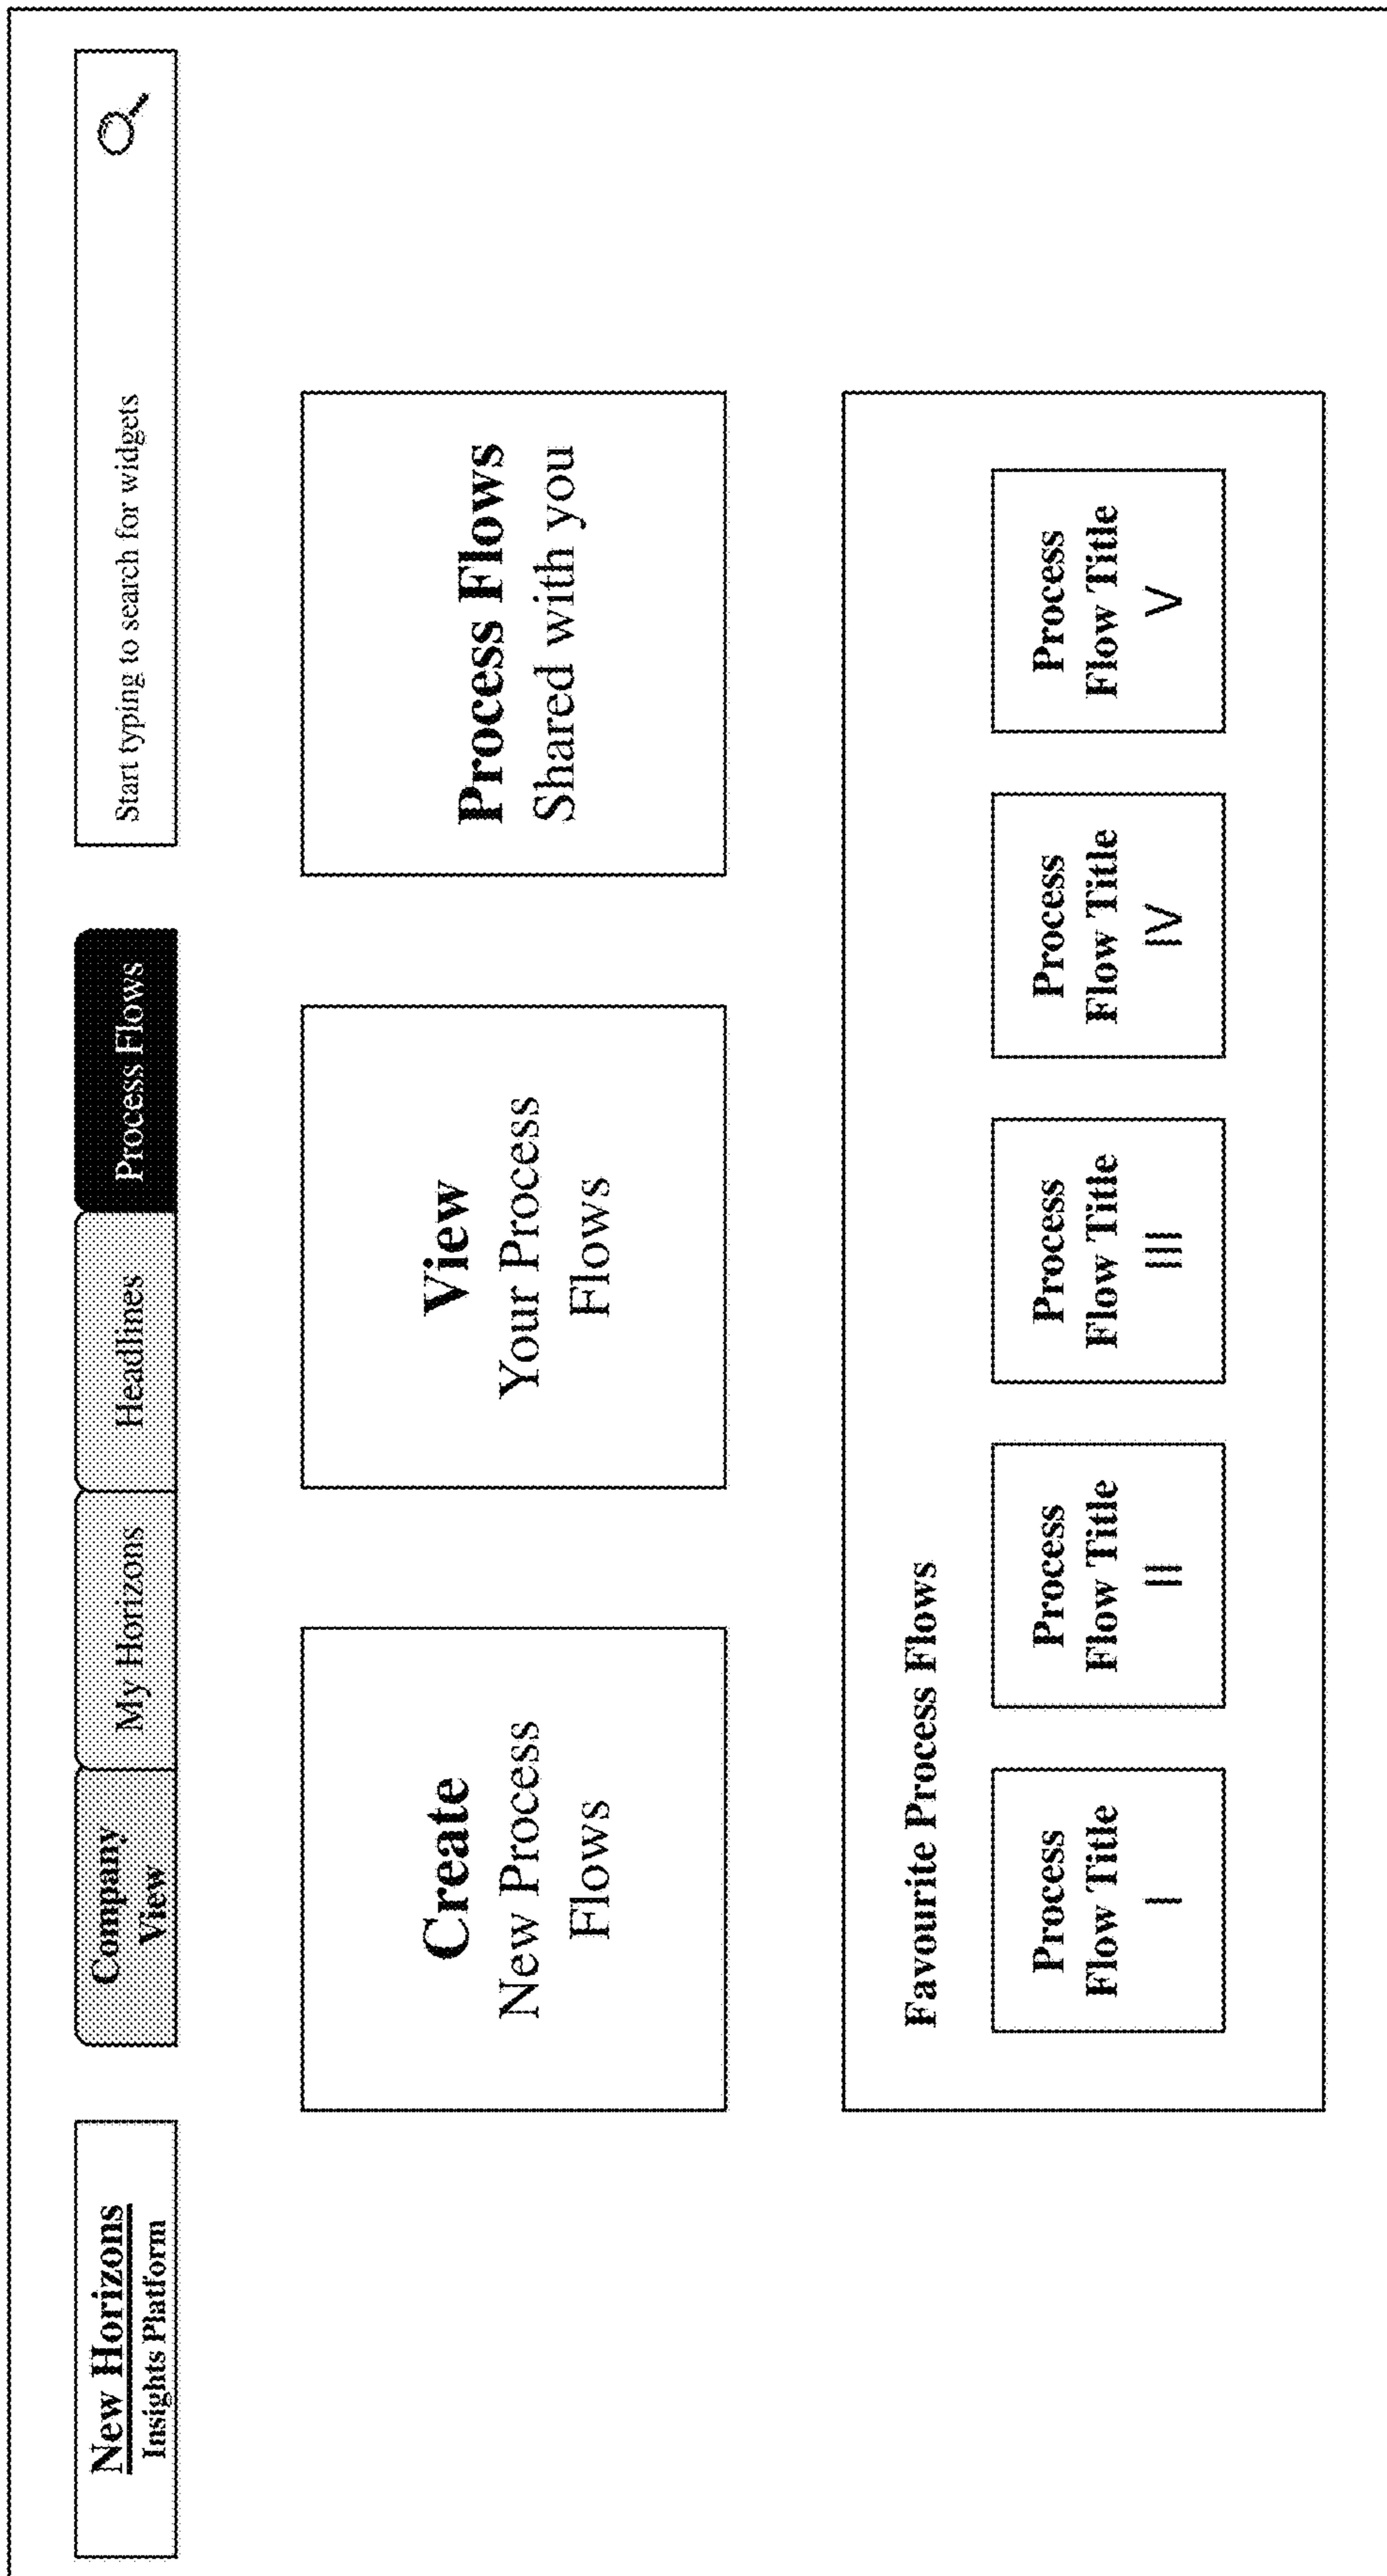 New Horizons
Insights Platform
Company
View
My Horizons
Headlines
Process Flows
Start typing to search for widgets
Create
New Process
Flows
View
Your Process
Flows
Process Flows
Shared with you
Favourite Process Flows
Process
Flow Title
I
Process
Flow Title
II
Process
Flow Title
III
Process
Flow Title
IV
Process
Flow Title
V